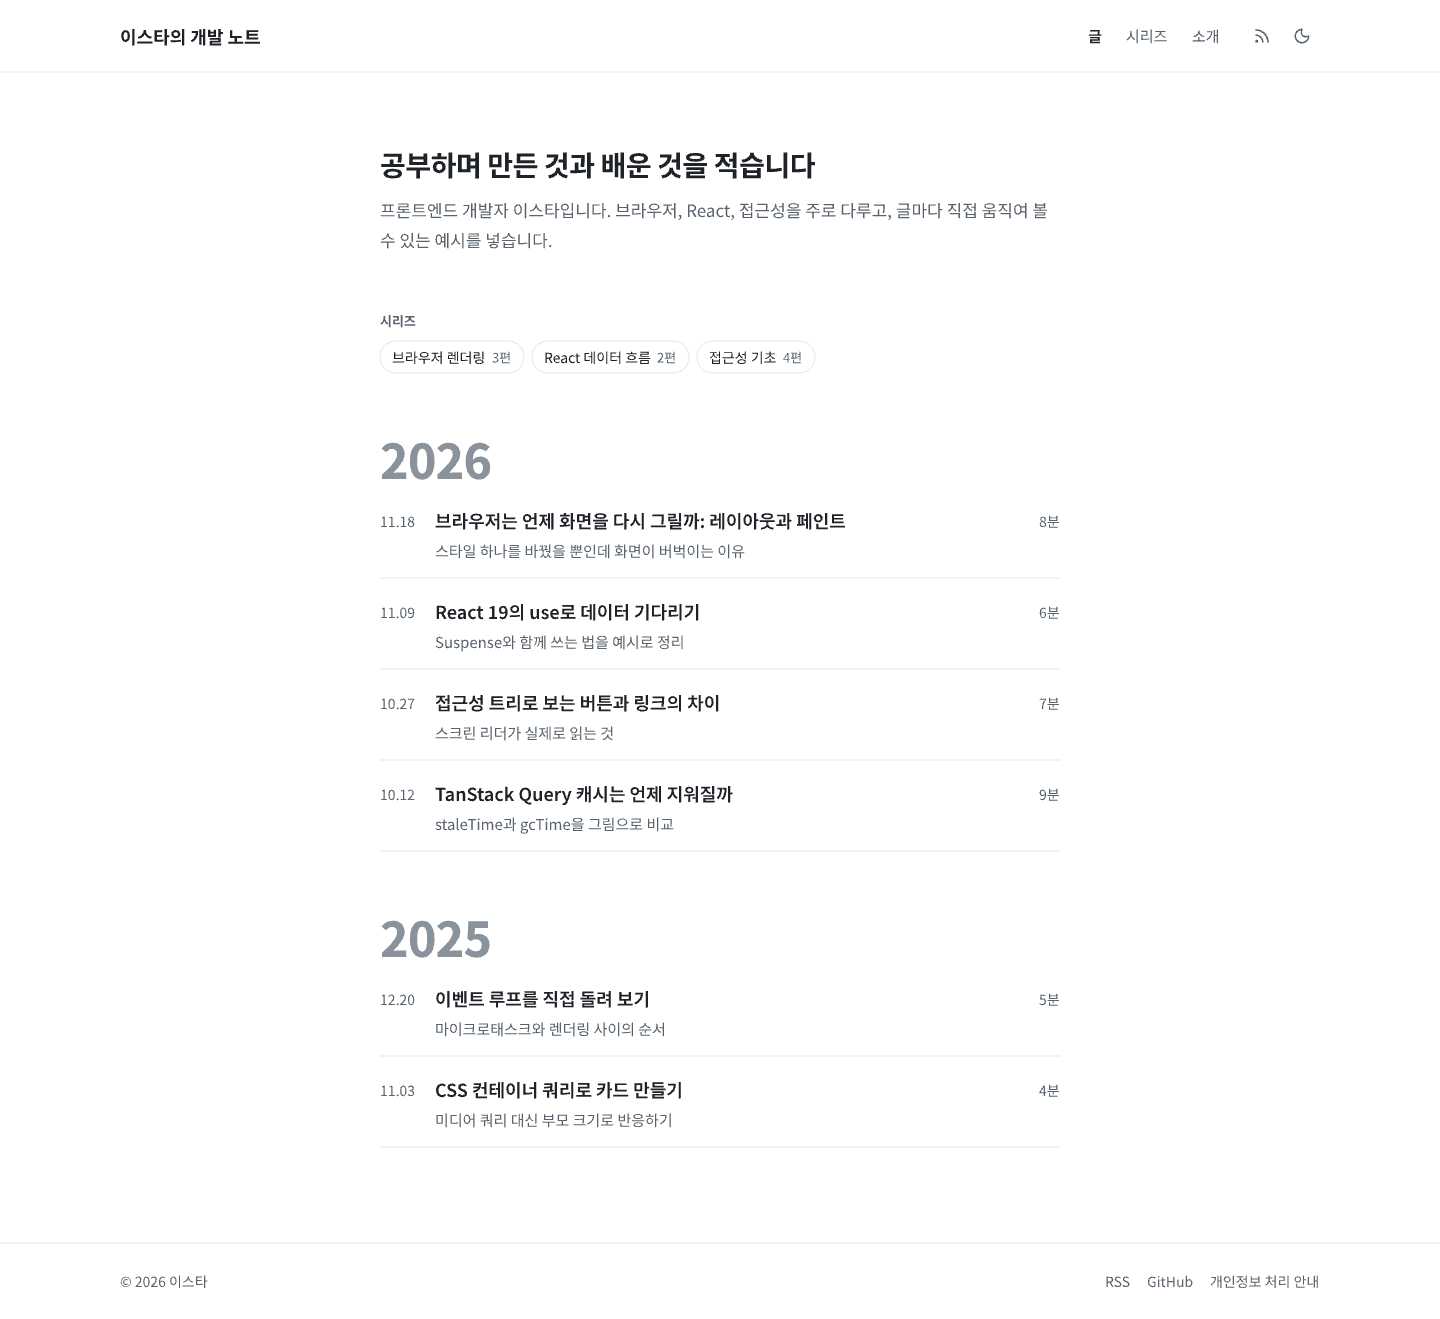 이스타의 개발 노트
글 시리즈 소개
공부하며 만든 것과 배운 것을 적습니다
프론트엔드 개발자 이스타입니다. 브라우저, React, 접근성을 주로 다루고, 글마다 직접 움직여 볼
수 있는 예시를 넣습니다.
시리즈
브라우저 렌더링 3편 React 데이터 흐름 2편 접근성 기초 4편
2026
11.18 브라우저는 언제 화면을 다시 그릴까: 레이아웃과 페인트 8분
스타일 하나를 바꿨을 뿐인데 화면이 버벅이는 이유
11.09 React 19의 use로 데이터 기다리기 6분
Suspense와 함께 쓰는 법을 예시로 정리
10.27 접근성 트리로 보는 버튼과 링크의 차이 7분
스크린 리더가 실제로 읽는 것
10.12 TanStack Query 캐시는 언제 지워질까 9분
staleTime과 gcTime을 그림으로 비교
2025
12.20 이벤트 루프를 직접 돌려 보기 5분
마이크로태스크와 렌더링 사이의 순서
11.03 CSS 컨테이너 쿼리로 카드 만들기 4분
미디어 쿼리 대신 부모 크기로 반응하기
© 2026 이스타
RSS GitHub 개인정보 처리 안내